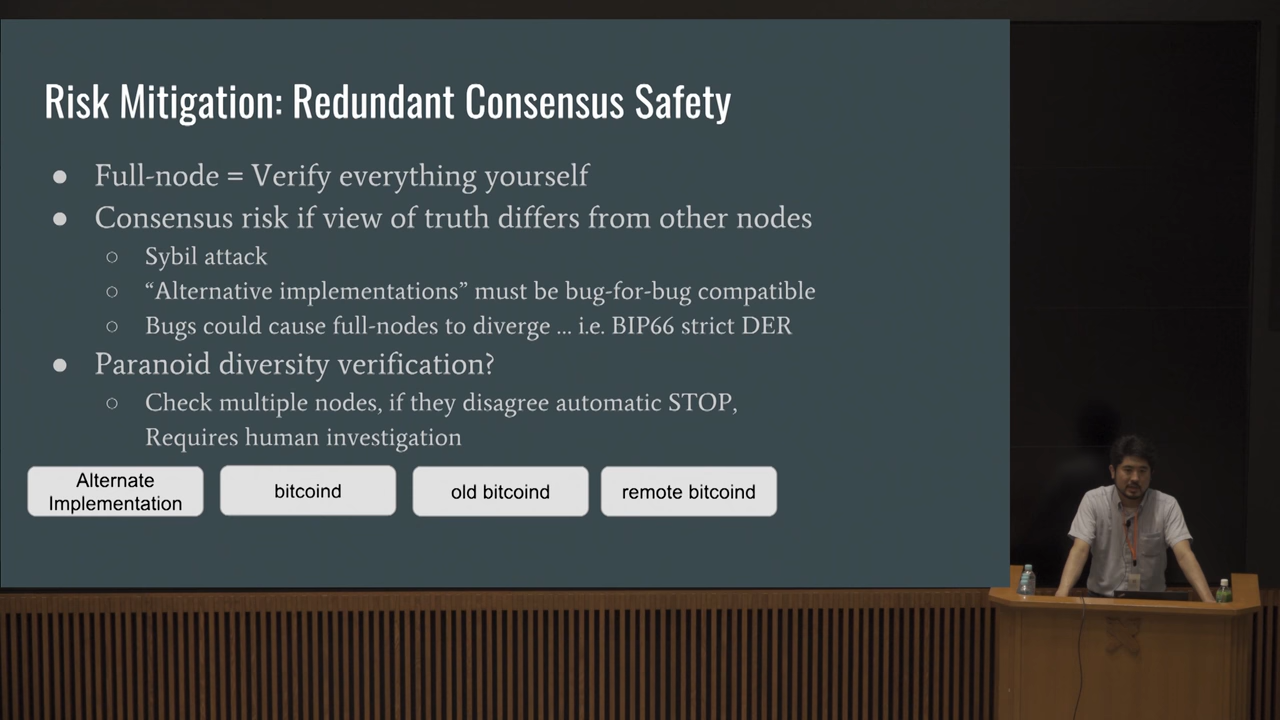 Risk Mitigation: Redundant Consensus Safety
● Full-node = Verify everything yourself
● Consensus risk if view of truth differs from other nodes
○ Sybil attack
○ “Alternative implementations” must be bug-for-bug compatible
○ Bugs could cause full-nodes to diverge ... i.e. BIP66 strict DER
● Paranoid diversity verification?
○ Check multiple nodes, if they disagree automatic STOP,
Requires human investigation
Alternate
Implementation
bitcoind
old bitcoind
remote bitcoind